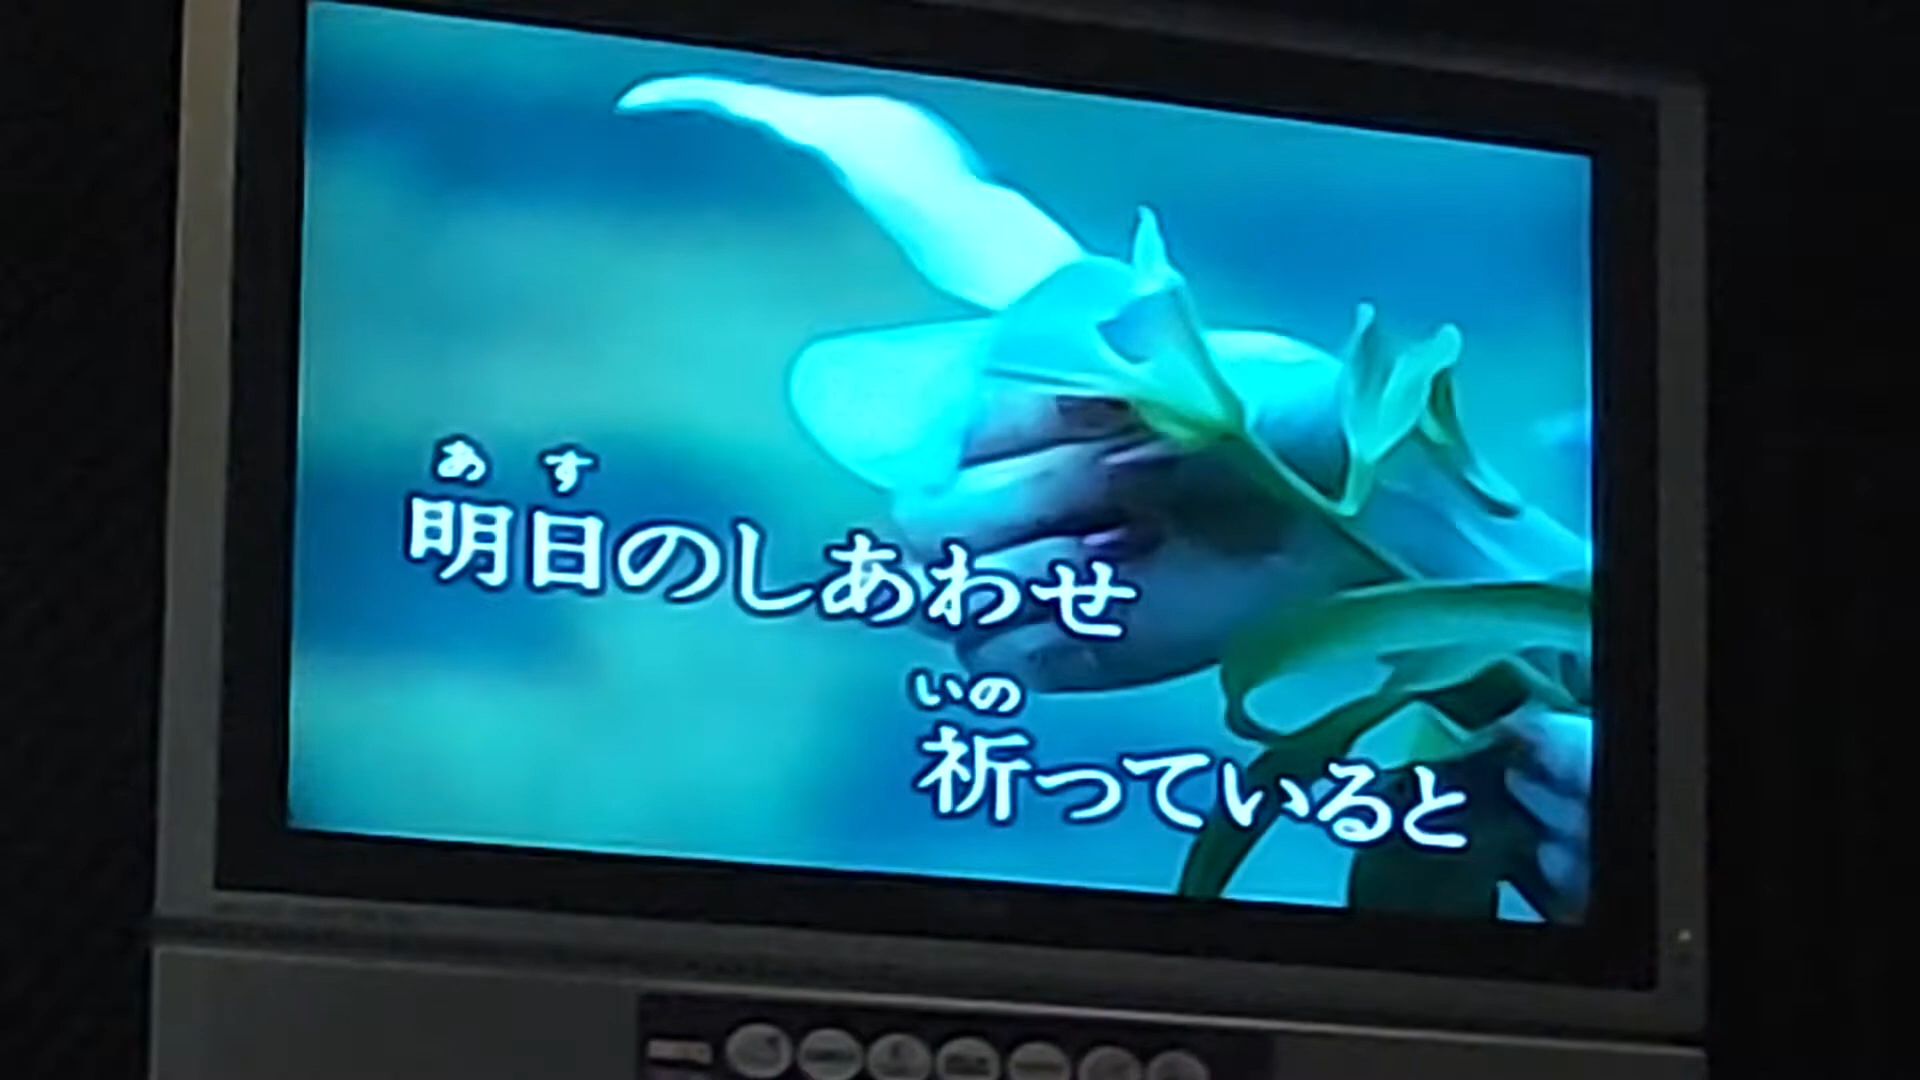 あす
明日のしあわせ
いの
祈っていると